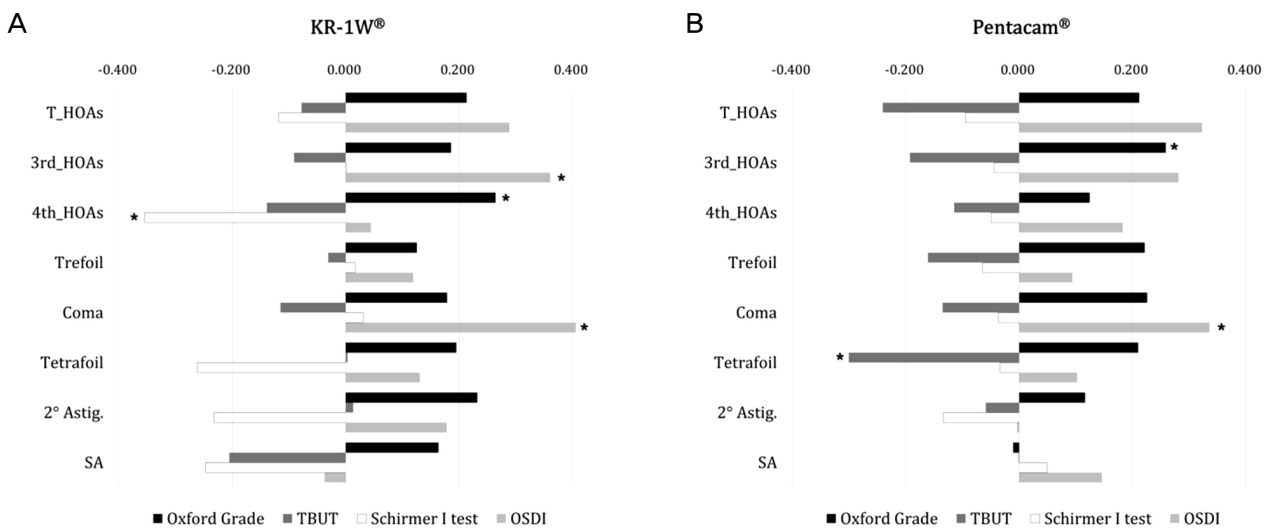 A
KR-1W®
-0.400 -0.200 0.000 0.200 0.400
T_HOAs
3rd_HOAs
*
4th_HOAs
*
*
Trefoil
Coma
*
Tetrafoil
2° Astig.
SA
Oxford Grade TBUT Schirmer I test OSDI
B
Pentacam®
-0.400 -0.200 0.000 0.200 0.400
T_HOAs
3rd_HOAs
*
4th_HOAs
Trefoil
Coma
*
Tetrafoil
*
2° Astig.
SA
Oxford Grade TBUT Schirmer I test OSDI